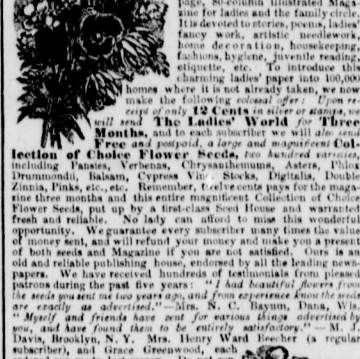 page, 80-column illustrated Maga-
zine for ladies and the family circle.
It is devoted to stories, poems, ladies'
fancy work, artistic needlework,
home decoration, housekeeping,
fashions, hygiene, juvenile reading,
etiquette, etc. To introduce this
charming ladies' paper into 100,000
homes where it is not already taken, we now
make the following colossal offer: Upon re-
ceipt of only 12 Cents in silver or stamps, we
will send The Ladies' World for Three
Months, and to each subscriber we will also send
Free and postpaid, a large and magnificent Col-
lection of Choice Flower Seeds, two hundred varieties,
including Pansies, Verbenas, Chrysanthemums, Asters, Phlox
Drummondii, Balsam, Cypress Vine, Stocks, Digitalis, Double
Zinnia, Pinks, etc., etc. Remember, twelve cents pays for the maga-
zine three months and this entire magnificent Collection of Choice
Flower Seeds, put up by a first-class Seed House and warranted
fresh and reliable. No lady can afford to miss this wonderful
opportunity. We guarantee every subscriber many times the value
of money sent, and will refund your money and make you a present
of both seeds and Magazine if you are not satisfied. Ours is an
old and reliable publishing house, endorsed by all the leading news-
papers. We have received hundreds of testimonials from pleased
patrons during the past five years: "I had beautiful flowers from
the seeds you sent me two years ago, and from experience know the seeds
are exactly as advertised."—Mrs. N. C. Bayum, Dana, Wis.
"Myself and friends have sent for various things advertised by
you, and have found them to be entirely satisfactory."—M. J.
Davis, Brooklyn, N. Y. Mrs. Henry Ward Beecher (a regular
subscriber), and Grace Greenwood, each